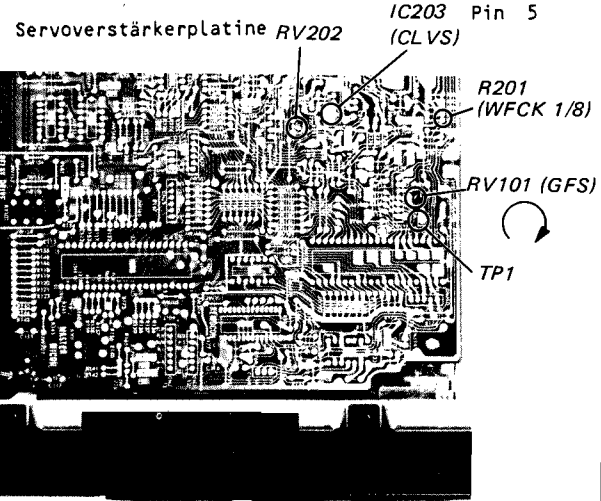 IC203 Pin 5
Servoverstärkerplatine RV202
(CLVS)
R201
(WFCK 1/8)
RV101 (GFS)
TP1